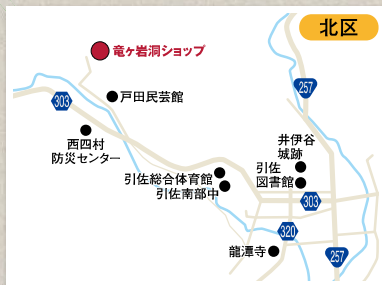 北区
竜ヶ岩洞ショップ
257
303
戸田民芸館
西四村
防災センター
井伊谷
城跡
引佐
図書館
引佐総合体育館
引佐南部中
303
320
龍潭寺
257